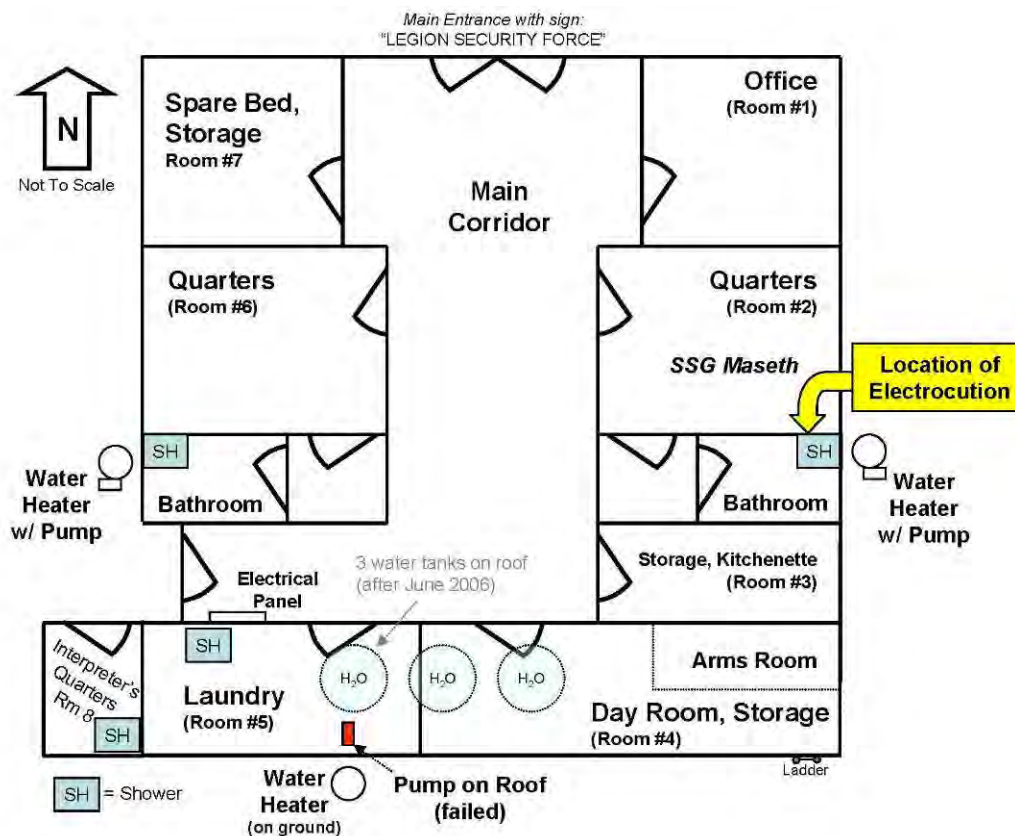 Main Entrance with sign:
"LEGION SECURITY FORCE"
N
Not To Scale
Spare Bed,
Storage
Room #7
Main
Corridor
Office
(Room #1)
Quarters
(Room #6)
Quarters
(Room #2)
SSG Maseth
Location of
Electrocution
SH
Water
Heater
w/ Pump
Bathroom
SH
Bathroom
Water
Heater
w/ Pump
3 water tanks on roof
(after June 2006)
Storage, Kitchenette
(Room #3)
Electrical
Panel
Interpreter's
Quarters
Rm 8
SH
SH
Laundry
(Room #5)
H2O
H2O
H2O
Arms Room
Day Room, Storage
(Room #4)
Ladder
SH = Shower
Water
Heater
(on ground)
Pump on Roof
(failed)